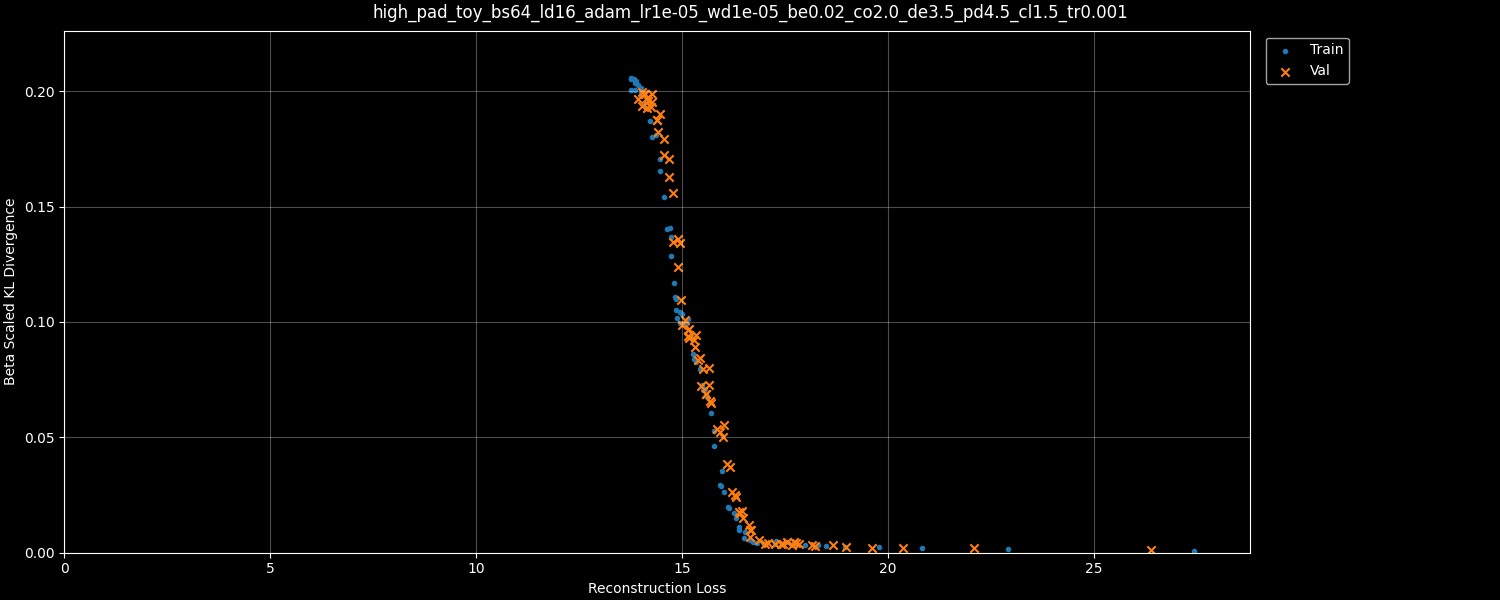 high_pad_toy_bs64_ld16_adam_lr1e-05_wd1e-05_be0.02_co2.0_de3.5_pd4.5_cl1.5_tr0.001
Train
Val
Beta Scaled KL Divergence
0.20
0.15
0.10
0.05
0.00
0 5 10 15 20 25
Reconstruction Loss